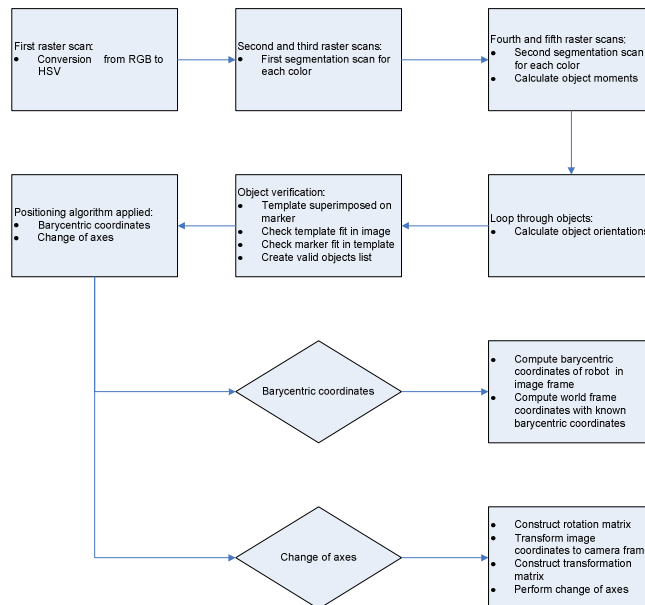 First raster scan:
• Conversion from RGB to
HSV
Second and third raster scans:
• First segmentation scan for
each color
Fourth and fifth raster scans:
• Second segmentation scan
for each color
• Calculate object moments
Positioning algorithm applied:
• Barycentric coordinates
• Change of axes
Object verification:
• Template superimposed on
marker
• Check template fit in image
• Check marker fit in template
• Create valid objects list
Loop through objects:
• Calculate object orientations
Barycentric coordinates
• Compute barycentric
coordinates of robot in
image frame
• Compute world frame
coordinates with known
barycentric coordinates
Change of axes
• Construct rotation matrix
• Transform image
coordinates to camera frame
• Construct transformation
matrix
• Perform change of axes